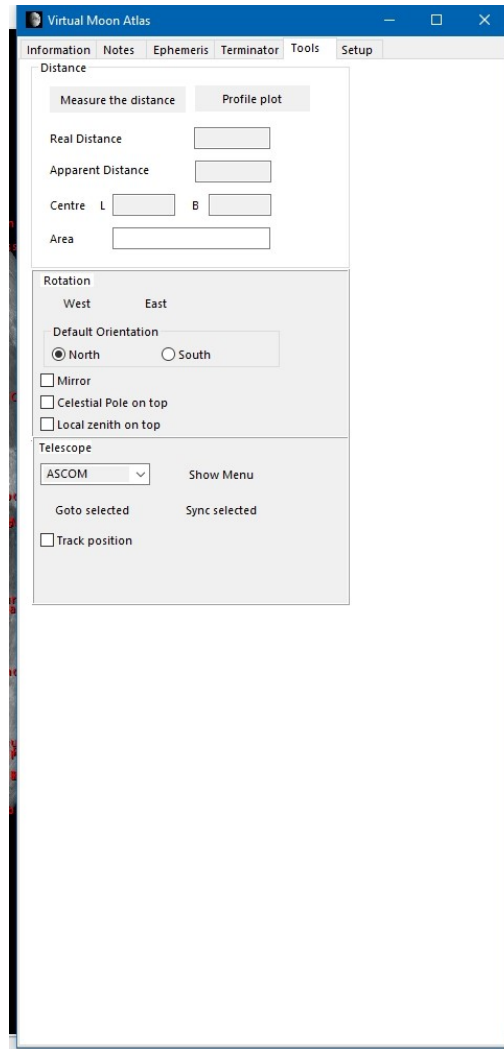 Virtual Moon Atlas
Information Notes Ephemeris Terminator Tools Setup
Distance
Measure the distance Profile plot
Real Distance
Apparent Distance
Centre L B
Area
Rotation
West East
Default Orientation
North South
Mirror
Celestial Pole on top
Local zenith on top
Telescope
ASCOM Show Menu
Goto selected Sync selected
Track position